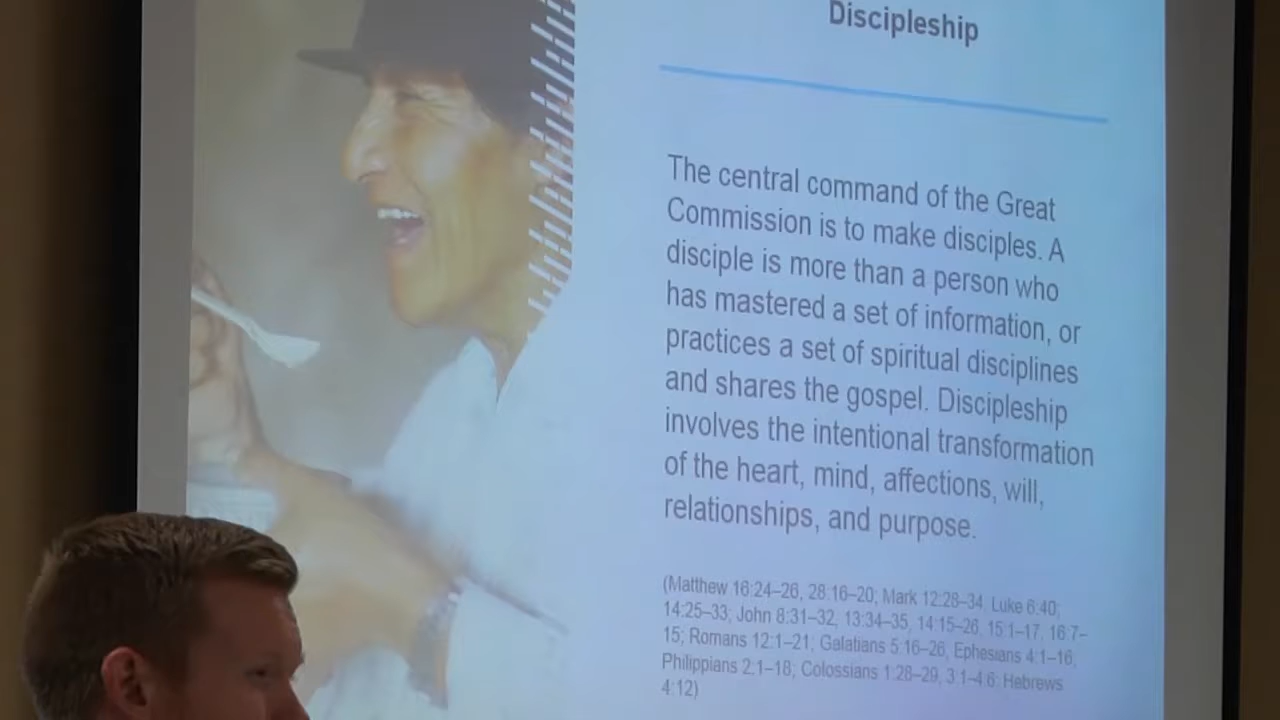 Discipleship
The central command of the Great
Commission is to make disciples. A
disciple is more than a person who
has mastered a set of information, or
practices a set of spiritual disciplines
and shares the gospel. Discipleship
involves the intentional transformation
of the heart, mind, affections, will,
relationships, and purpose.
(Matthew 16:24–26, 28:16–20; Mark 12:28–34, Luke 6:40;
14:25–33; John 8:31–32, 13:34–35, 14:15–26, 15:1–17, 16:7–
15; Romans 12:1–21; Galatians 5:16–26, Ephesians 4:1–16;
Philippians 2:1–18; Colossians 1:28–29, 3:1–4:6; Hebrews
4:12)